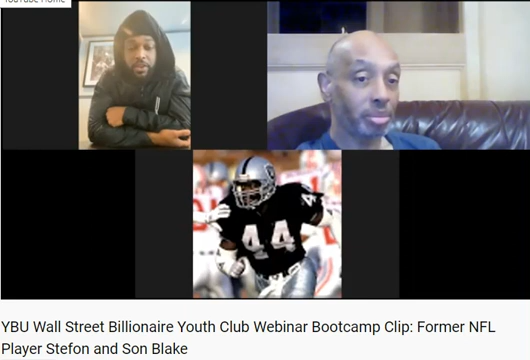 YouTube Home
44
YBU Wall Street Billionaire Youth Club Webinar Bootcamp Clip: Former NFL
Player Stefon and Son Blake